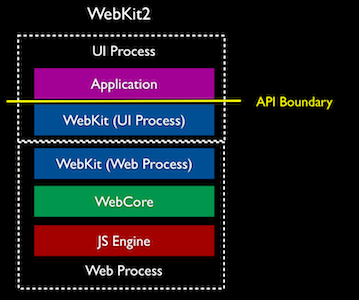 WebKit2
UI Process
Application
API Boundary
WebKit (UI Process)
WebKit (Web Process)
WebCore
JS Engine
Web Process